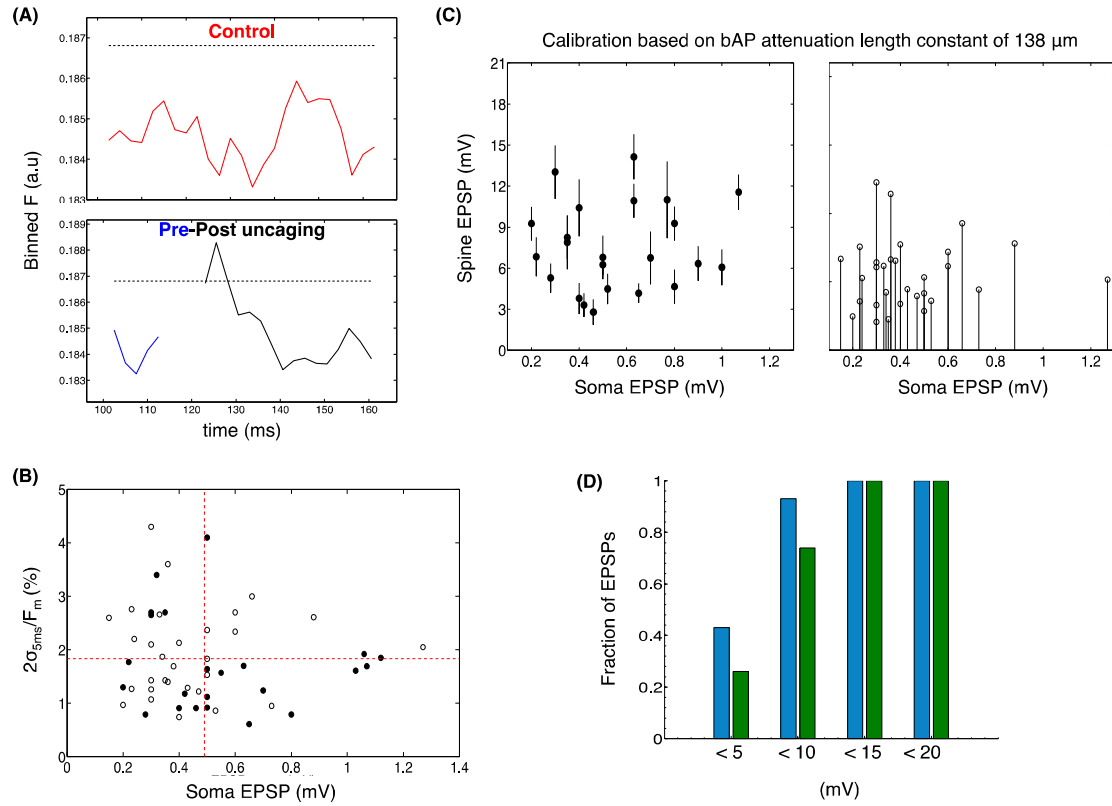 (A)
Control
0.187
0.186
0.185
0.184
0.183
Pre-Post uncaging
0.189
0.188
0.187
0.184
0.183
100 110 120 130 140 150 160
time (ms)
Binned F (a.u)
(B)
5
4
3
2
1
0
0 0.2 0.4 0.6 0.8 1 1.2 1.4
Soma EPSP (mV)
2σ5ms/Fm (%)
(C)
Calibration based on bAP attenuation length constant of 138 μm
21
18
15
12
9
6
3
0
0.2 0.4 0.6 0.8 1 1.2
Soma EPSP (mV)
Spine EPSP (mV)
0.2 0.4 0.6 0.8 1 1.2
Soma EPSP (mV)
(D)
1
0.8
0.6
0.4
0.2
0
< 5 < 10 < 15 < 20
(mV)
Fraction of EPSPs